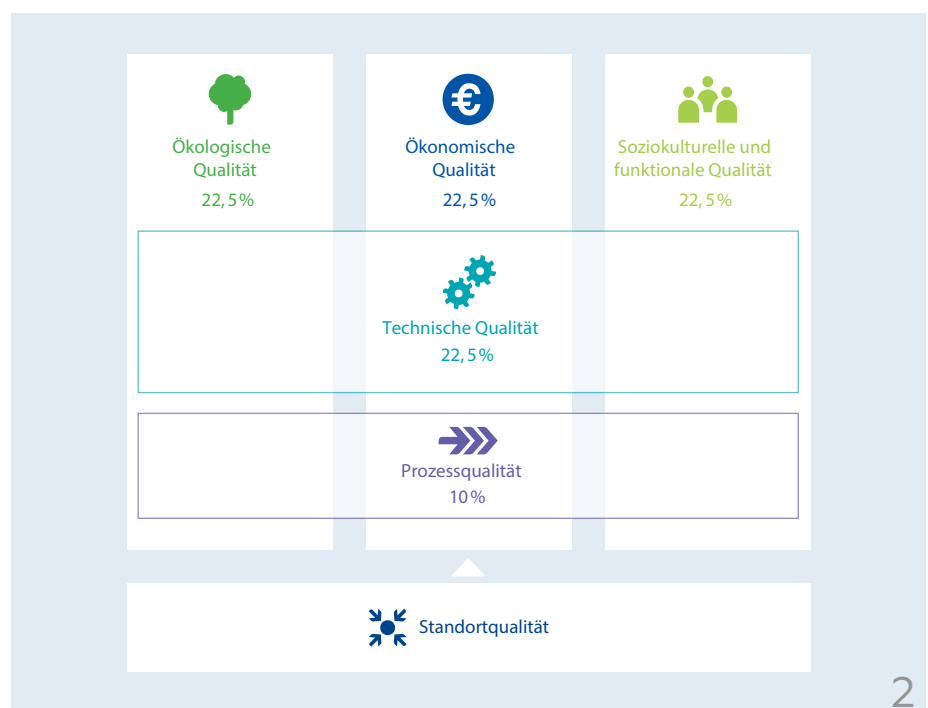 Ökologische
Qualität
22,5%
Ökonomische
Qualität
22,5%
Soziokulturelle und
funktionale Qualität
22,5%
Technische Qualität
22,5%
Prozessqualität
10%
Standortqualität
2